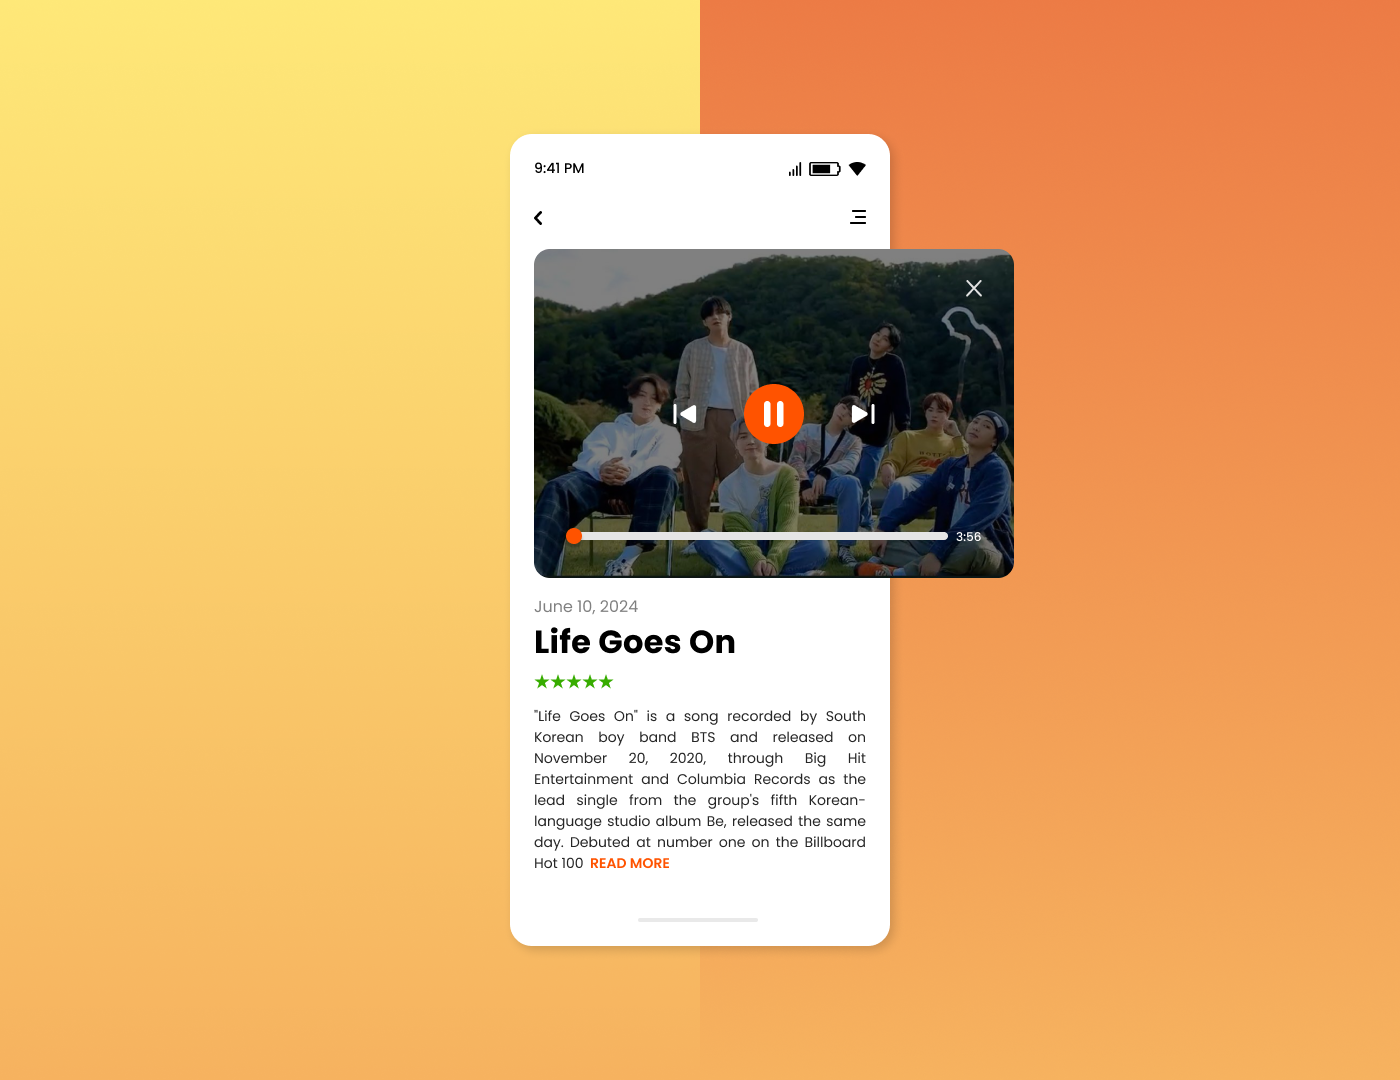 9:41 PM
3:56
June 10, 2024
Life Goes On
"Life Goes On" is a song recorded by South
Korean boy band BTS and released on
November 20, 2020, through Big Hit
Entertainment and Columbia Records as the
lead single from the group's fifth Korean-
language studio album Be, released the same
day. Debuted at number one on the Billboard
Hot 100 READ MORE